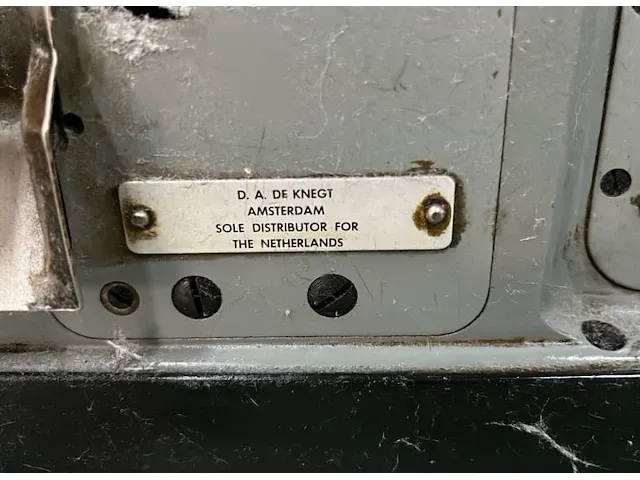 D. A. DE KNEGT
AMSTERDAM
SOLE DISTRIBUTOR FOR
THE NETHERLANDS